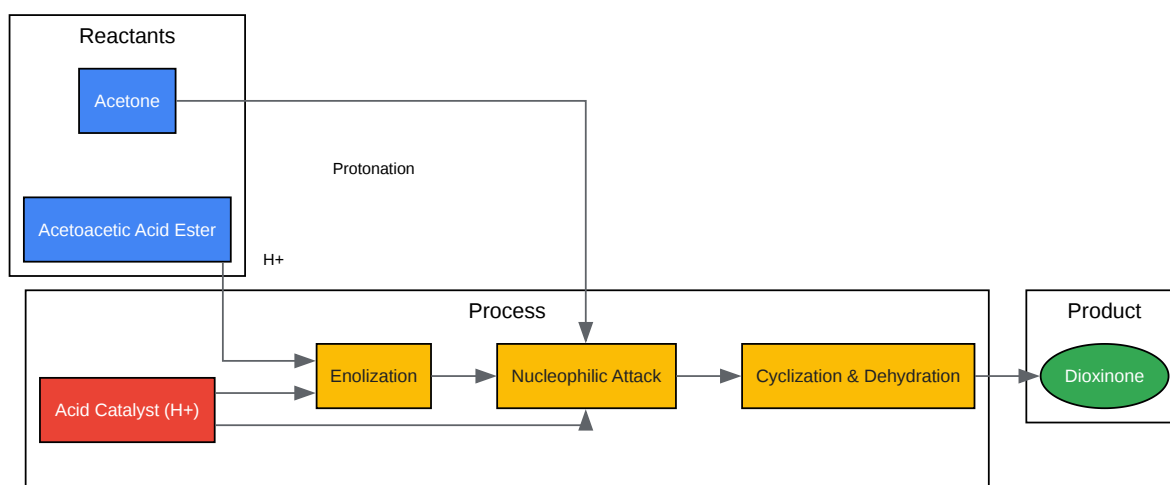 Reactants
Acetone
Protonation
Acetoacetic Acid Ester
H+
Process
Product
Enolization
Nucleophilic Attack
Cyclization & Dehydration
Dioxinone
Acid Catalyst (H+)